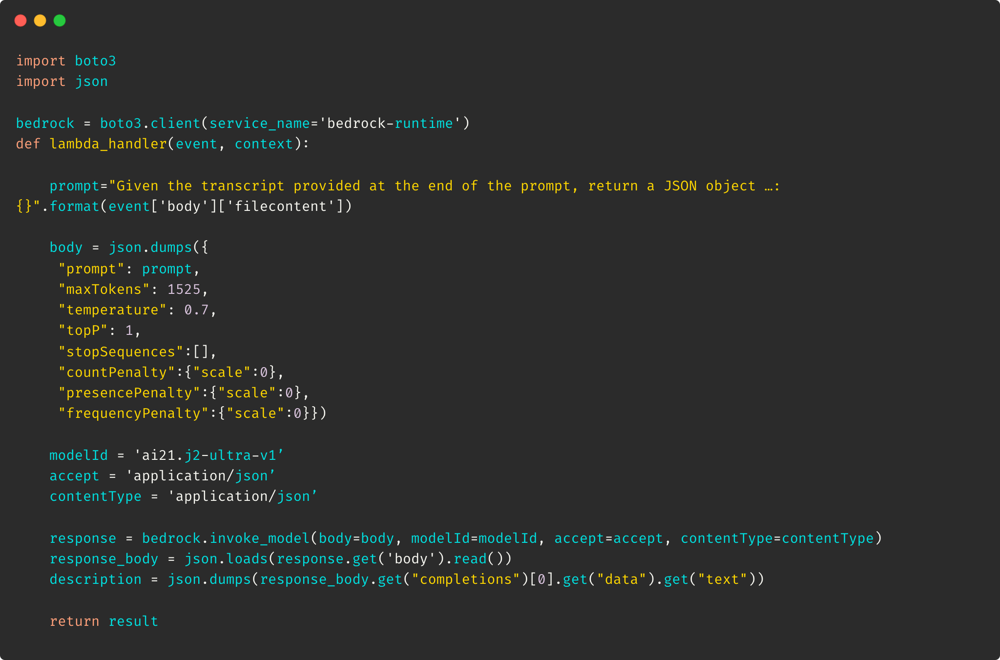 import boto3
import json
bedrock = boto3.client(service_name='bedrock-runtime')
def lambda_handler(event, context):
    prompt="Given the transcript provided at the end of the prompt, return a JSON object …:
{}".format(event['body']['filecontent'])
    body = json.dumps({
     "prompt": prompt,
     "maxTokens": 1525,
     "temperature": 0.7,
     "topP": 1,
     "stopSequences":[],
     "countPenalty":{"scale":0},
     "presencePenalty":{"scale":0},
     "frequencyPenalty":{"scale":0}})
    modelId = 'ai21.j2-ultra-v1’
    accept = 'application/json’
    contentType = 'application/json’
    response = bedrock.invoke_model(body=body, modelId=modelId, accept=accept, contentType=contentType)
    response_body = json.loads(response.get('body').read())
    description = json.dumps(response_body.get("completions")[0].get("data").get("text"))
    return result